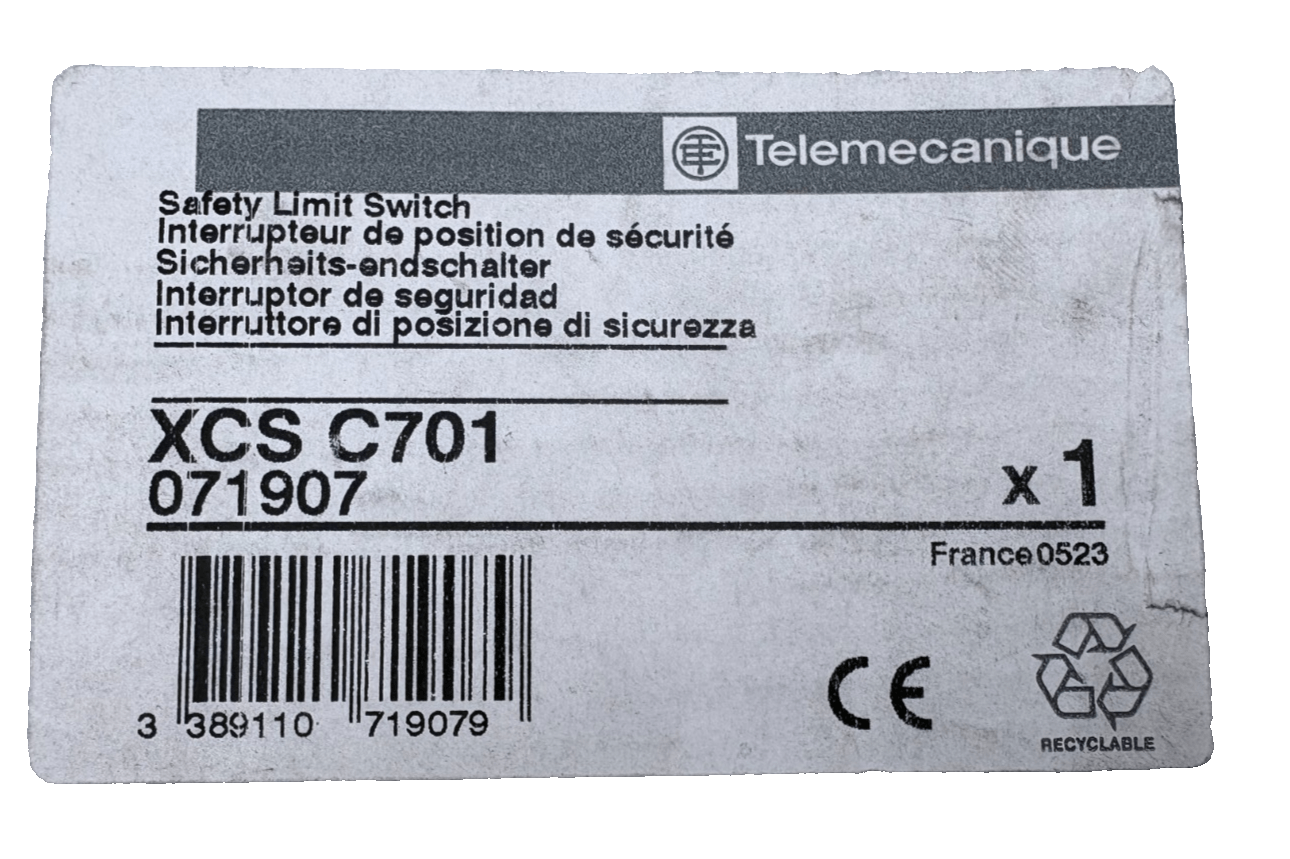 Telemecanique
Safety Limit Switch
Interrupteur de position de sécurité
Sicherheits-endschalter
Interruptor de seguridad
Interruttore di posizione di sicurezza
XCS C701
071907
x 1
France 0523
3 389110 719079
CE
RECYCLABLE